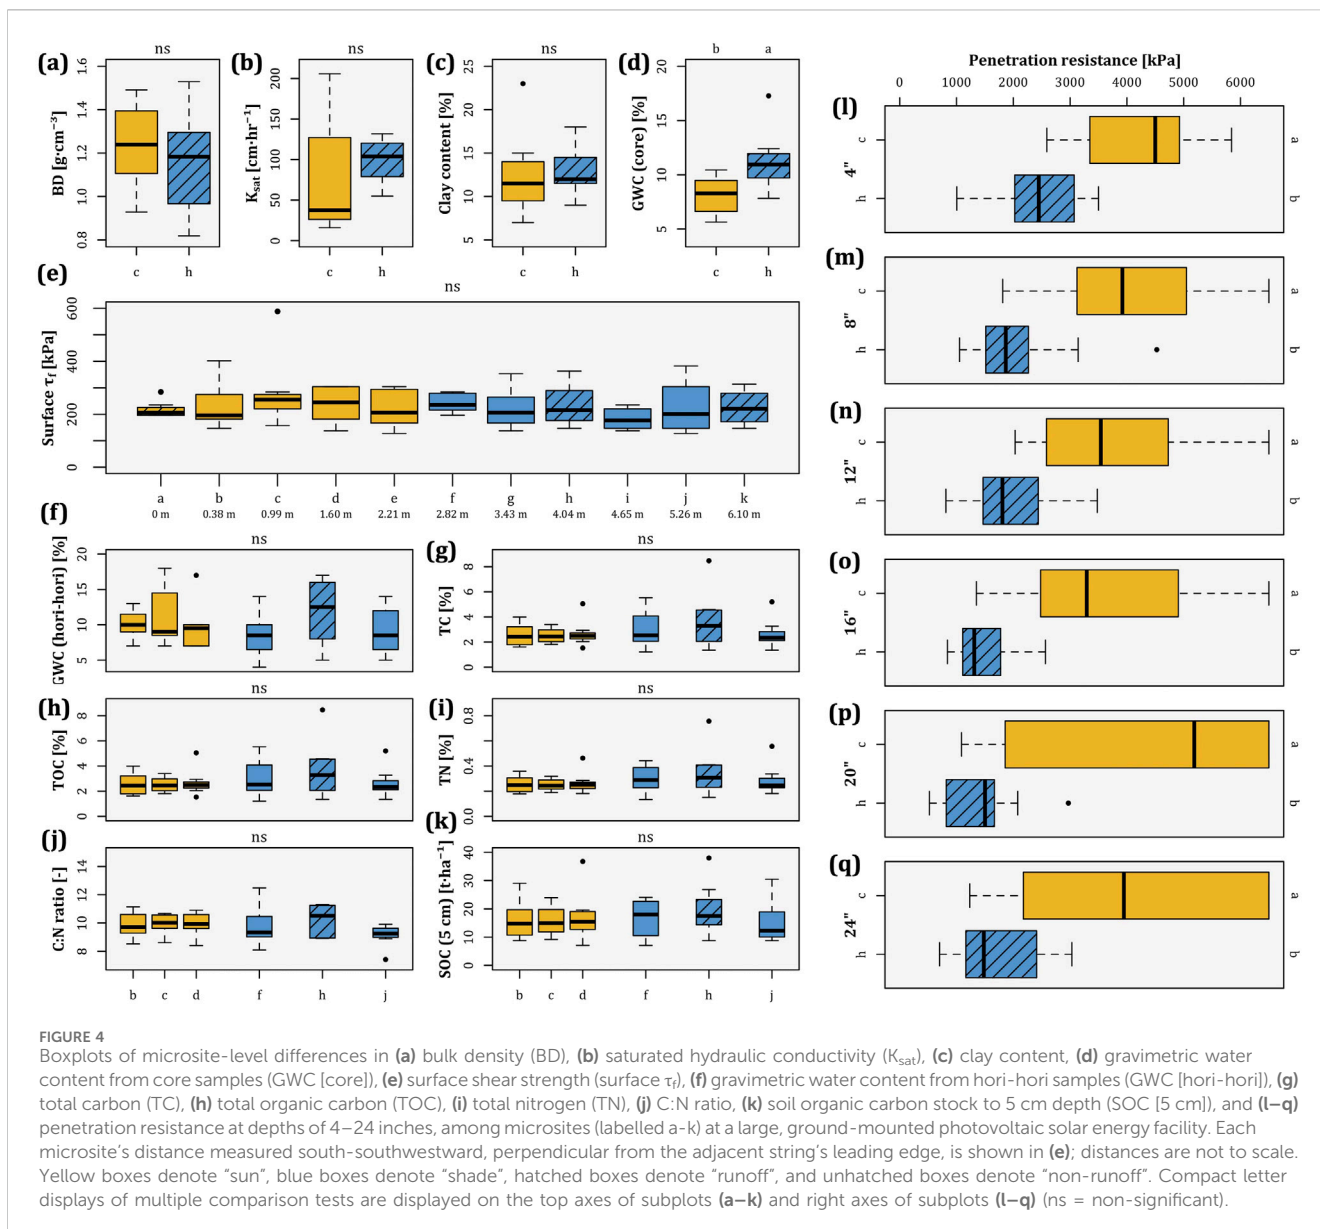 (a)
ns
BD [g·cm⁻³]
1.6
1.4
1.2
1.0
0.8
c
h
(b)
ns
Kₛₐₜ [cm·hr⁻¹]
200
150
100
50
0
c
h
(c)
ns
Clay content [%]
25
20
15
10
5
c
h
(d)
b
a
GWC (core) [%]
20
15
10
5
c
h
(e)
ns
Surface τf [kPa]
600
400
200
0
a b c d e f g h i j k
0 m 0.38 m 0.99 m 1.60 m 2.21 m 2.82 m 3.43 m 4.04 m 4.65 m 5.26 m 6.10 m
(f)
ns
GWC (hori-hori) [%]
20
15
10
5
(g)
ns
TC [%]
8
6
4
2
0
(h)
ns
TOC [%]
8
6
4
2
0
(i)
ns
TN [%]
0.8
0.4
0.0
(j)
ns
C:N ratio [-]
14
12
10
8
b c d f h j
(k)
ns
SOC (5 cm) [t·ha⁻¹]
40
30
20
10
0
b c d f h j
Penetration resistance [kPa]
0 1000 2000 3000 4000 5000 6000
(l)
4"
c
h
a
b
(m)
8"
c
h
a
b
(n)
12"
c
h
a
b
(o)
16"
c
h
a
b
(p)
20"
c
h
a
b
(q)
24"
c
h
a
b
FIGURE 4
Boxplots of microsite-level differences in (a) bulk density (BD), (b) saturated hydraulic conductivity (Kₛₐₜ), (c) clay content, (d) gravimetric water
content from core samples (GWC [core]), (e) surface shear strength (surface τf), (f) gravimetric water content from hori-hori samples (GWC [hori-hori]), (g)
total carbon (TC), (h) total organic carbon (TOC), (i) total nitrogen (TN), (j) C:N ratio, (k) soil organic carbon stock to 5 cm depth (SOC [5 cm]), and (l–q)
penetration resistance at depths of 4–24 inches, among microsites (labelled a-k) at a large, ground-mounted photovoltaic solar energy facility. Each
microsite's distance measured south-southwestward, perpendicular from the adjacent string's leading edge, is shown in (e); distances are not to scale.
Yellow boxes denote "sun", blue boxes denote "shade", hatched boxes denote "runoff", and unhatched boxes denote "non-runoff". Compact letter
displays of multiple comparison tests are displayed on the top axes of subplots (a–k) and right axes of subplots (l–q) (ns = non-significant).